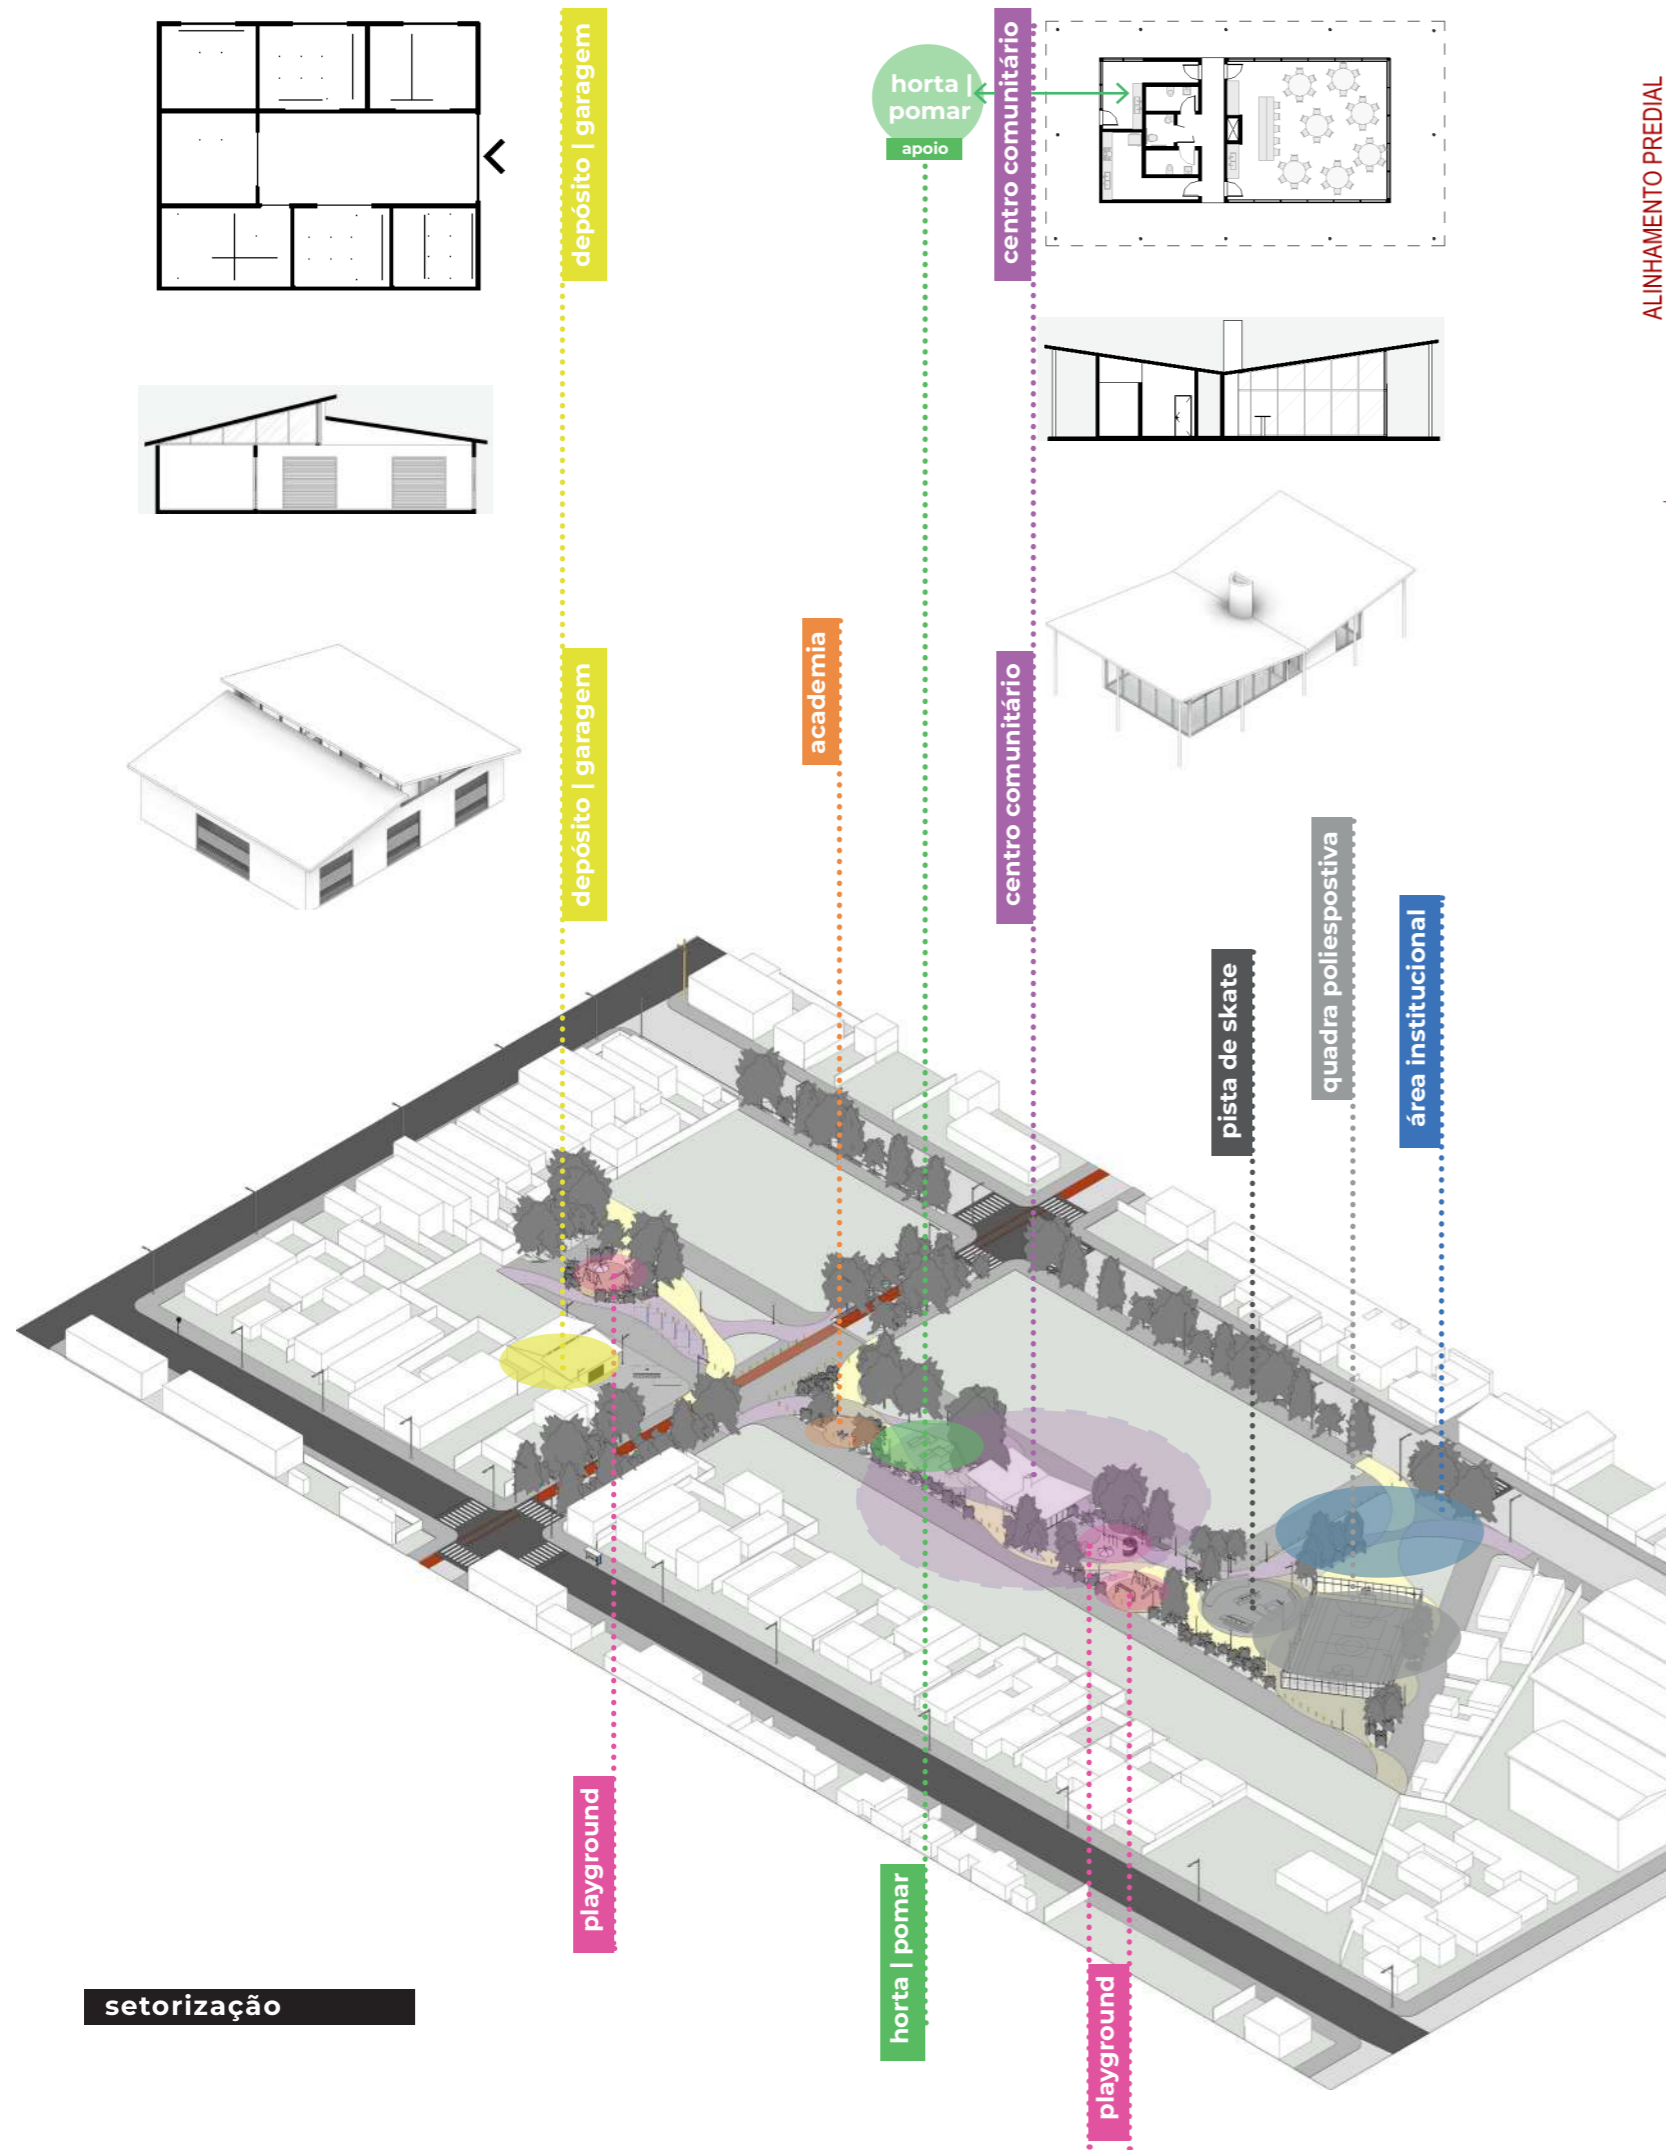 depósito | garagem
horta |
pomar
apoio
centro comunitário
ALINHAMENTO PREDIAL
depósito | garagem
academia
centro comunitário
quadra poliespostiva
área institucional
pista de skate
playground
horta | pomar
playground
setorização